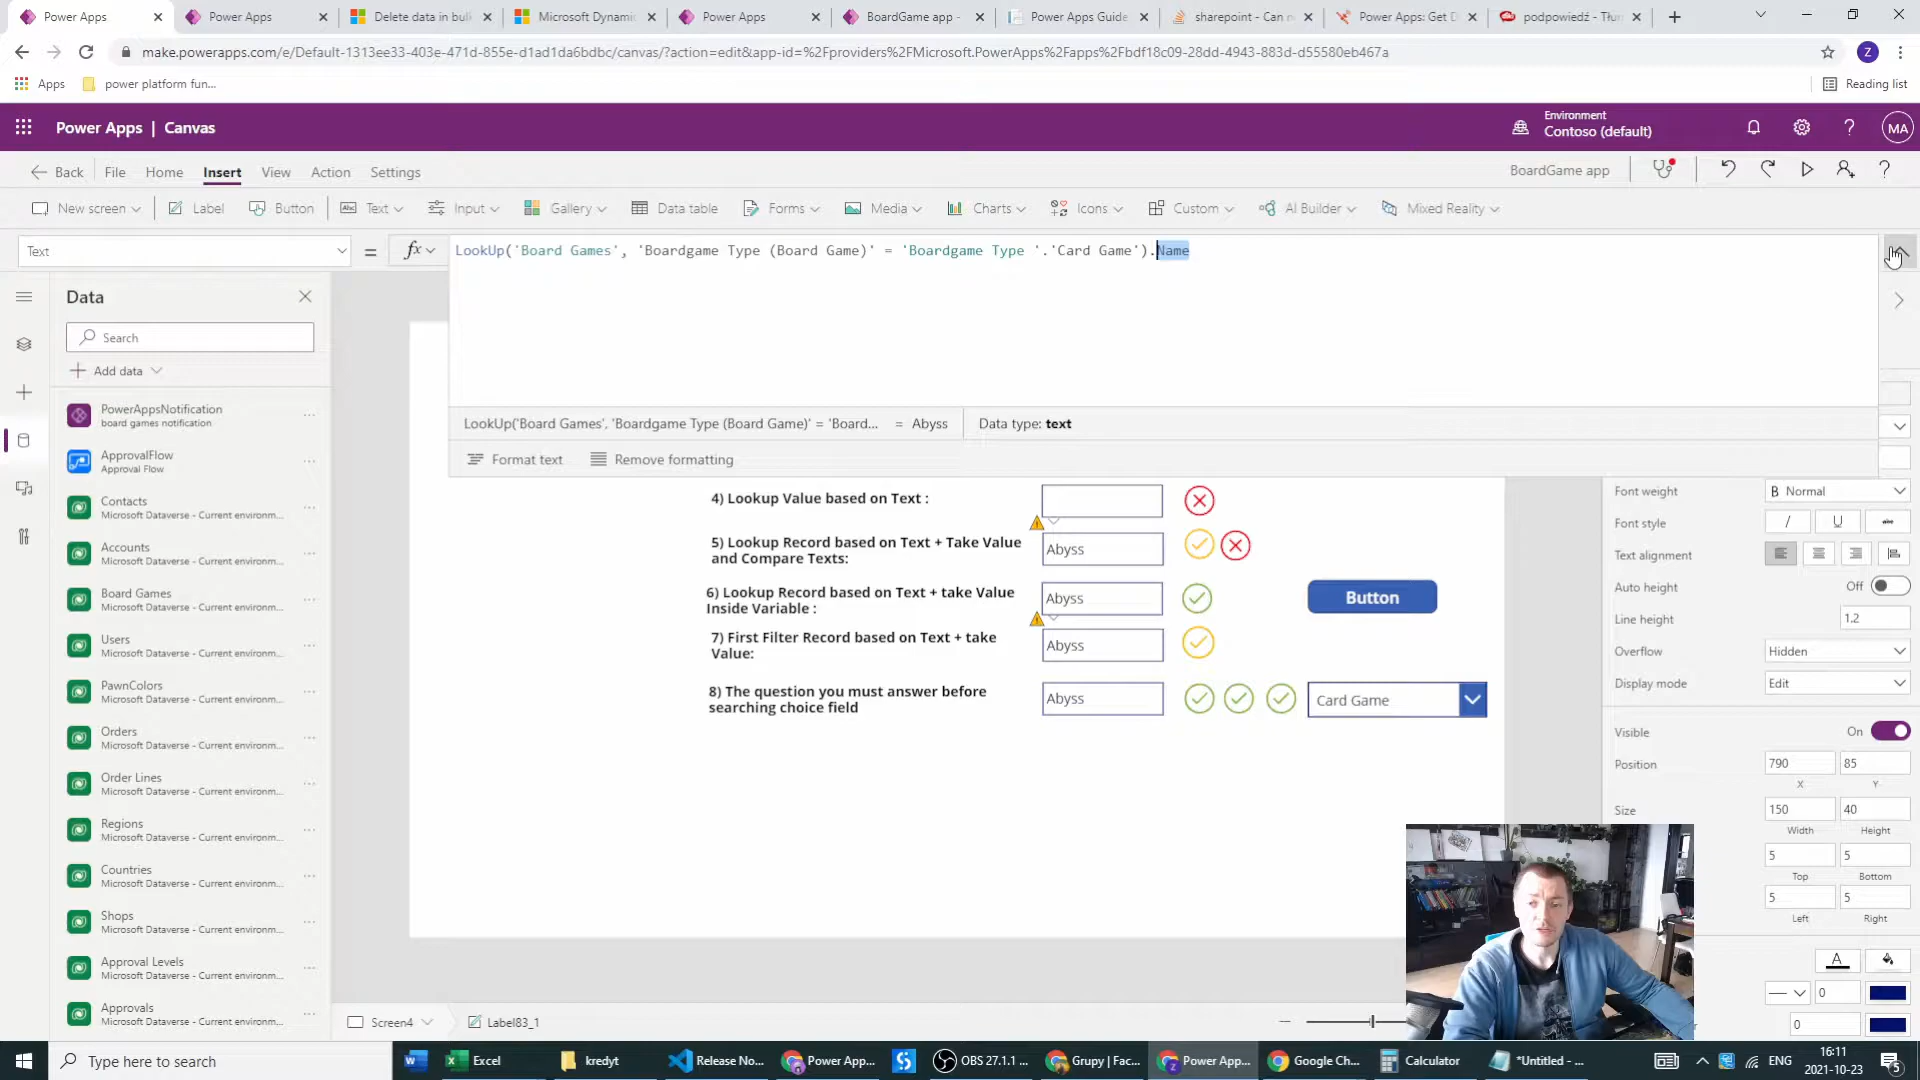 Power Apps
Power Apps
Delete data in bulk
Microsoft Dynami
Power Apps
BoardGame app -
Power Apps Guide
sharepoint - Can n
Power Apps: Get D
podpowiedź - Tłu
make.powerapps.com/e/Default-1313ee33-403e-471d-855e-d1ad1da6bdbc/canvas/?action=edit&app-id=%2Fproviders%2FMicrosoft.PowerApps%2Fapps%2Fbdf18c09-28dd-4943-883d-d55580eb467a
Z
Apps
power platform fun...
Reading list
Power Apps | Canvas
Environment
Contoso (default)
MA
Back
File
Home
Insert
View
Action
Settings
BoardGame app
New screen
Label
Button
Text
Input
Gallery
Data table
Forms
Media
Charts
Icons
Custom
AI Builder
Mixed Reality
Text
=
fx
LookUp('Board Games', 'Boardgame Type (Board Game)' = 'Boardgame Type '.'Card Game').Name
LookUp('Board Games', 'Boardgame Type (Board Game)' = 'Board... = Abyss
Data type: text
Format text
Remove formatting
Data
Search
Add data
PowerAppsNotification
board games notification
ApprovalFlow
Approval Flow
Contacts
Microsoft Dataverse - Current environm...
Accounts
Microsoft Dataverse - Current environm...
Board Games
Microsoft Dataverse - Current environm...
Users
Microsoft Dataverse - Current environm...
PawnColors
Microsoft Dataverse - Current environm...
Orders
Microsoft Dataverse - Current environm...
Order Lines
Microsoft Dataverse - Current environm...
Regions
Microsoft Dataverse - Current environm...
Countries
Microsoft Dataverse - Current environm...
Shops
Microsoft Dataverse - Current environm...
Approval Levels
Microsoft Dataverse - Current environm...
Approvals
Microsoft Dataverse - Current environm...
4) Lookup Value based on Text :
5) Lookup Record based on Text + Take Value
and Compare Texts:
Abyss
6) Lookup Record based on Text + take Value
Inside Variable :
Abyss
Button
7) First Filter Record based on Text + take
Value:
Abyss
8) The question you must answer before
searching choice field
Abyss
Card Game
Font weight
B Normal
Font style
/ U abc
Text alignment
Auto height
Off
Line height
1.2
Overflow
Hidden
Display mode
Edit
Visible
On
Position
790
85
X
Y
Size
150
40
Width
Height
5
5
Top
Bottom
5
5
Left
Right
A
0
0
Screen4
Label83_1
Type here to search
Excel
kredyt
Release No...
Power App...
OBS 27.1.1 ...
Grupy | Fac...
Power App...
Google Ch...
Calculator
*Untitled - ...
ENG
16:11
2021-10-23
5